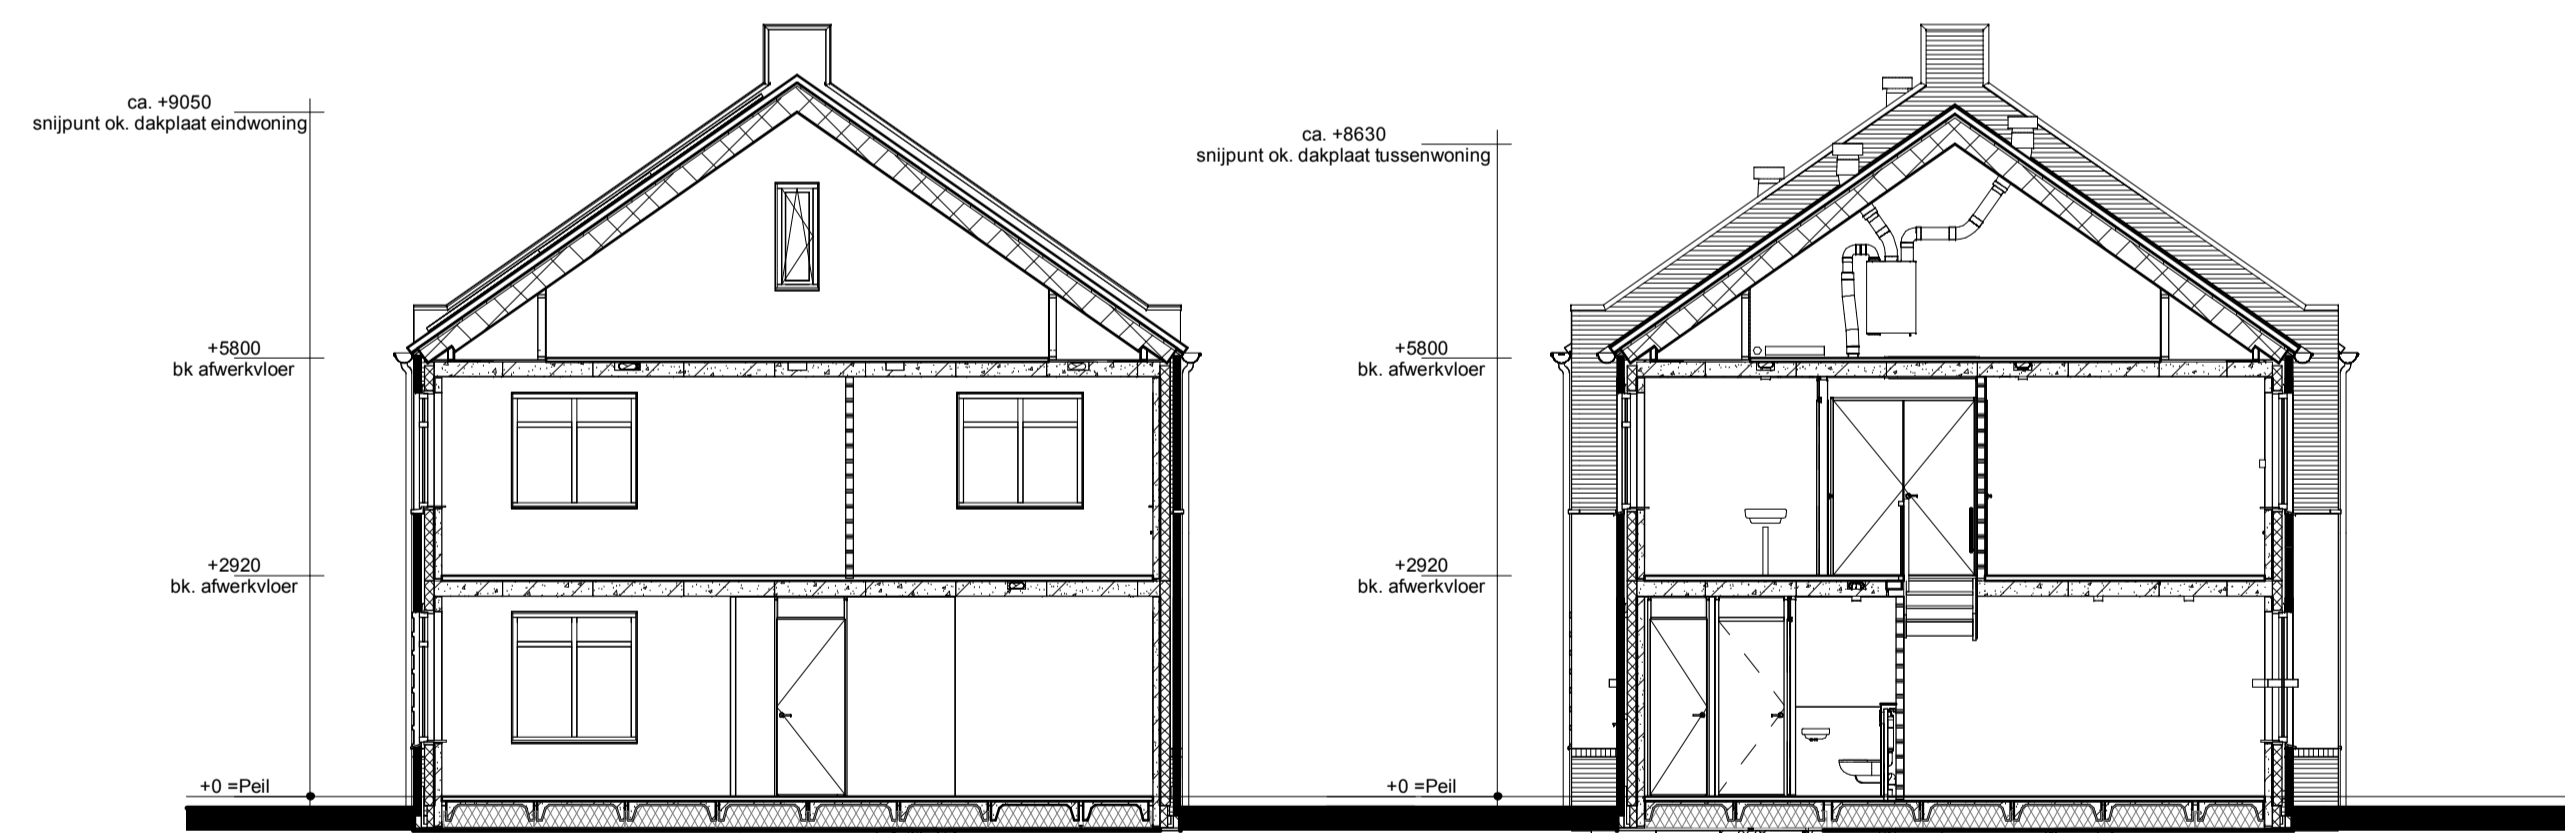 ca. +9050
snijpunt ok. dakplaat eindwoning
+5800
bk afwerkvloer
+2920
bk. afwerkvloer
+0 =Peil
ca. +8630
snijpunt ok. dakplaat tussenwoning
+5800
bk. afwerkvloer
+2920
bk. afwerkvloer
+0 =Peil